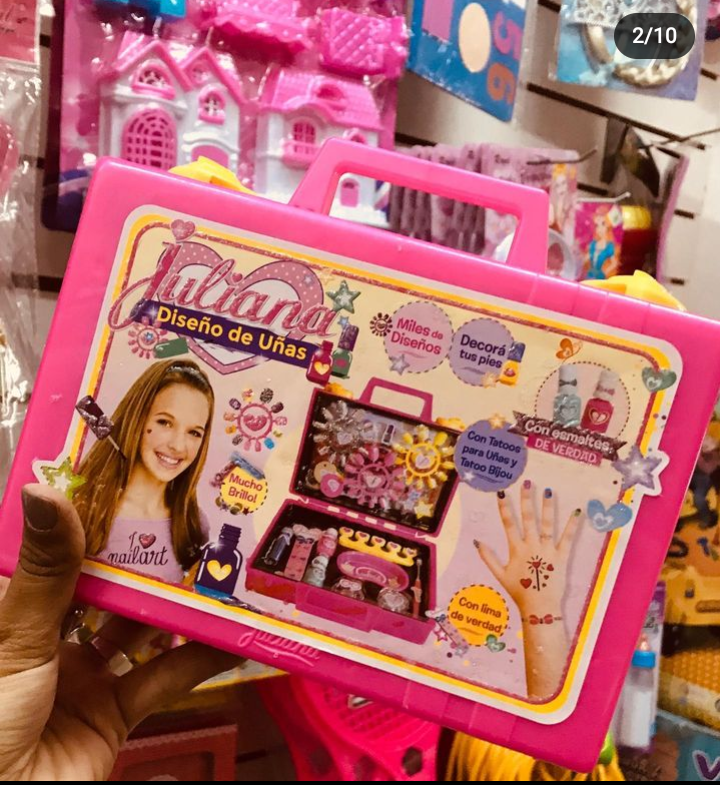 2/10
Juliana
Diseño de Uñas
Miles de
Diseños
Decorá
tus pies
Con esmaltes
DE VERDAD
Con Tatoos
para Uñas y
Tatoo Bijou
Mucho
Brillo!
I ♥
nailart
Con lima
de verdad
Juliana
56